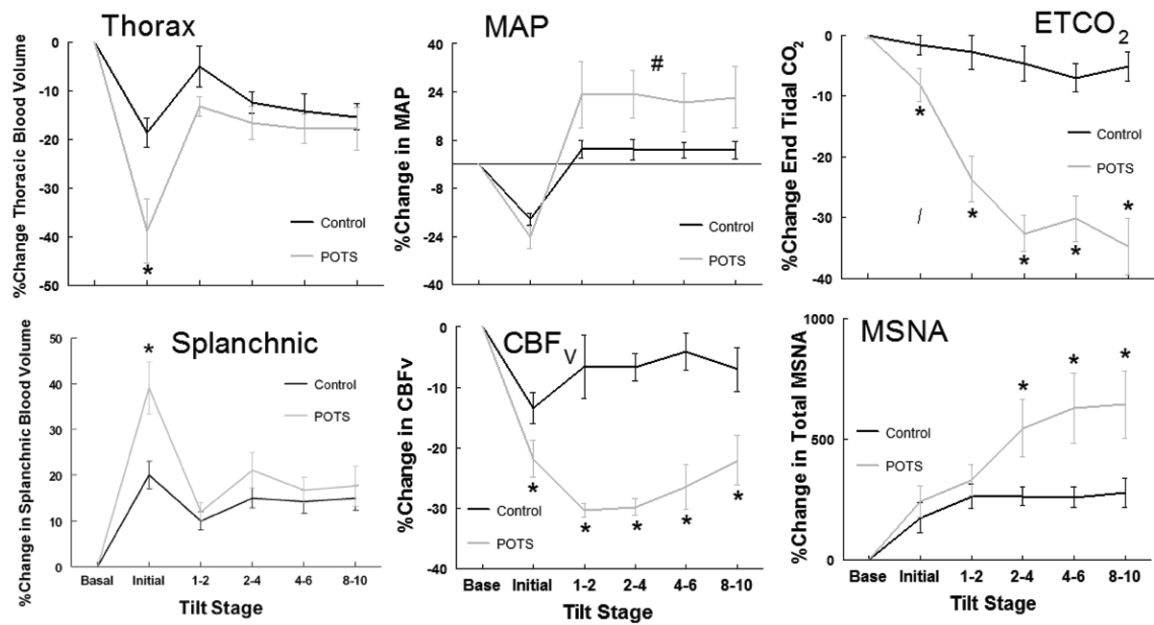 Thorax
%Change Thoracic Blood Volume
0
-10
-20
-30
-40
-50
Control
POTS
*
MAP
%Change in MAP
40
24
8
-8
-24
-40
#
Control
POTS
ETCO2
%Change End Tidal CO2
0
-10
-20
-30
-40
Control
POTS
*
/
*
*
*
*
Splanchnic
%Change in Splanchnic Blood Volume
50
40
30
20
10
0
*
Control
POTS
Basal Initial 1-2 2-4 4-6 8-10
Tilt Stage
CBFV
%Change in CBFv
0
-10
-20
-30
-40
Control
POTS
*
*
*
*
*
Base Initial 1-2 2-4 4-6 8-10
Tilt Stage
MSNA
%Change in Total MSNA
1000
500
0
Control
POTS
*
*
*
Base Initial 1-2 2-4 4-6 8-10
Tilt Stage